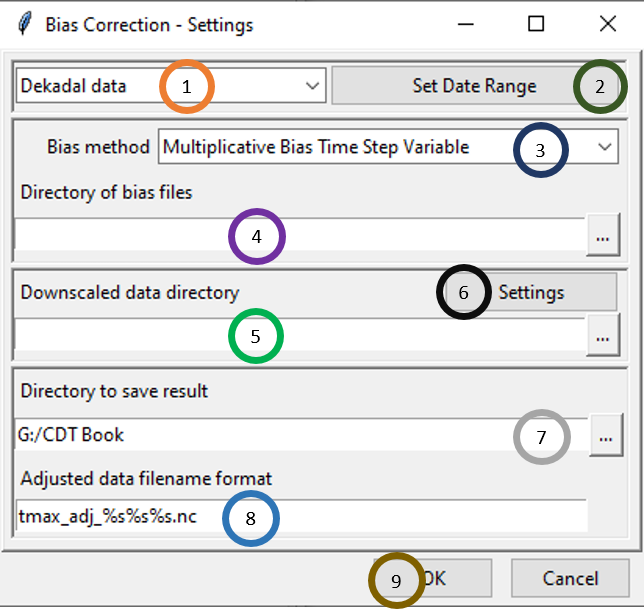 Bias Correction - Settings
Dekadal data 1 Set Date Range 2
Bias method Multiplicative Bias Time Step Variable 3
Directory of bias files
4 ...
Downscaled data directory 6 Settings
5 ...
Directory to save result
G:/CDT Book 7 ...
Adjusted data filename format
tmax_adj_%s%s%s.nc 8
9 OK Cancel